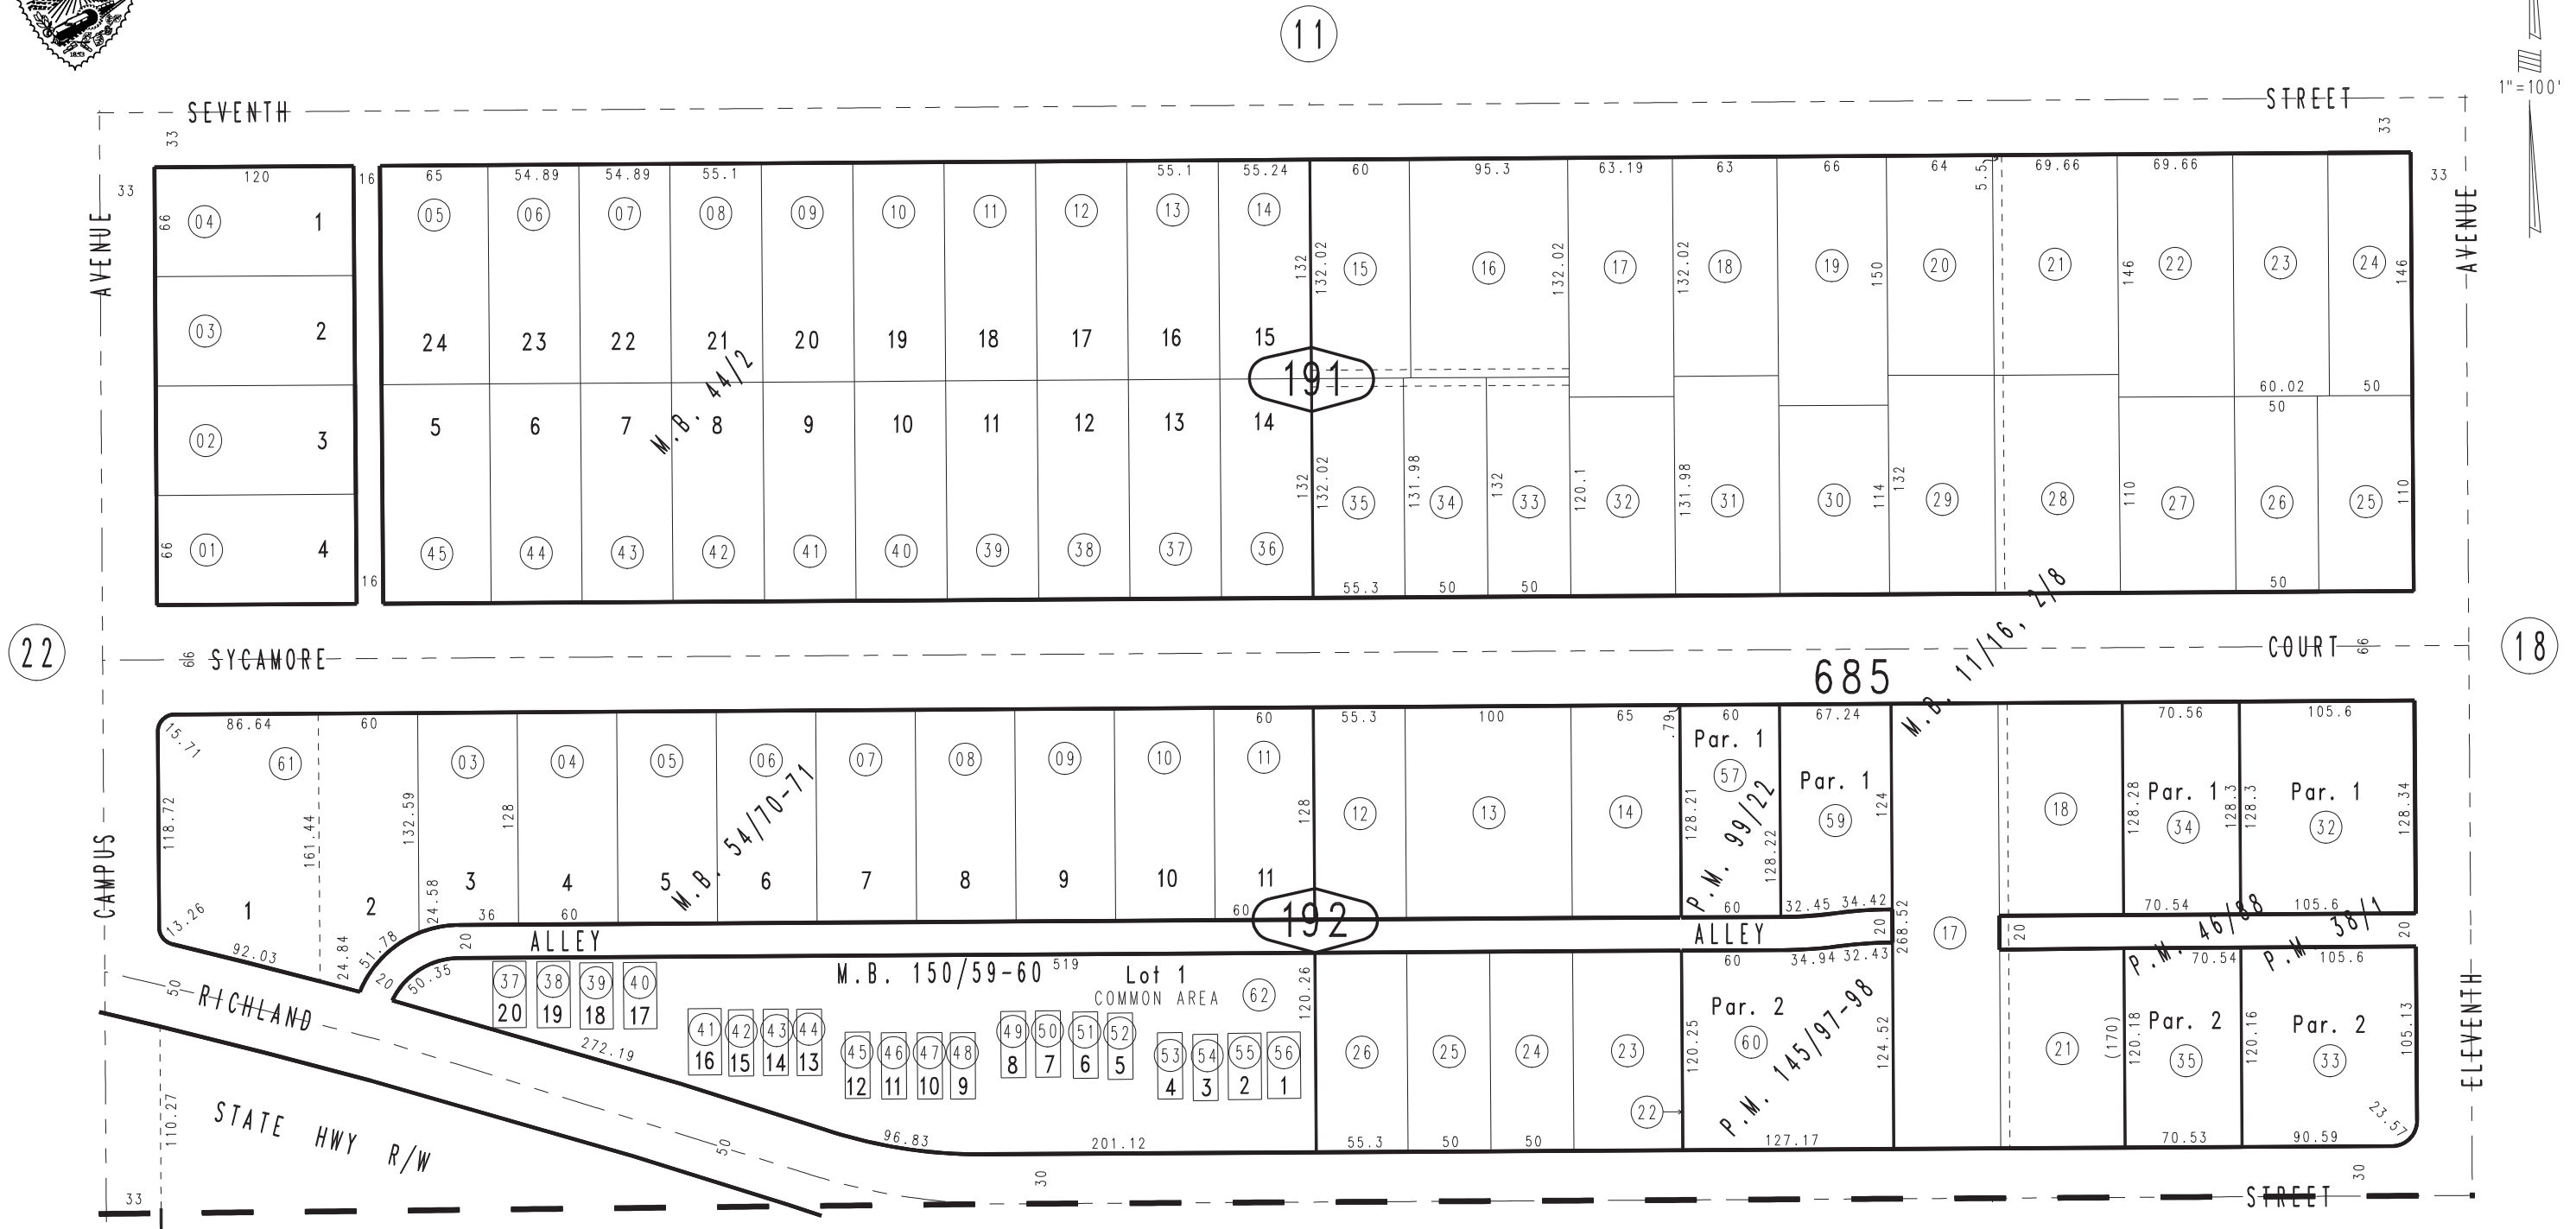 1853
11
1"=100'
SEVENTH STREET
33 33
33 120 16 65 54.89 54.89 55.1 55.1 55.24 60 95.3 63.19 63 66 64 5.5 69.66 69.66 33
AVENUE AVENUE
66 04 1 05 06 07 08 09 10 11 12 13 14
132 132.02 15 16 132.02 17 132.02 18 19 150 20 21 146 22 23 24 146
03 2 24 23 22 21 20 19 18 17 16 15
M.B. 44/2
191
60.02 50
50
02 3 5 6 7 8 9 10 11 12 13 14
132 132.02 35 131.98 34 132 33 120.1 32 131.98 31 30 114 132 29 28 110 27 26 25 110
66 01 4 45 44 43 42 41 40 39 38 37 36
16 55.3 50 50 50
M.B. 11/16, 2/8
22 66 SYCAMORE COURT 66 18
685
15.71 86.64 60 60 55.3 100 65 .79 60 67.24 70.56 105.6
61 03 04 05 06 07 08 09 10 11
Par. 1
57
Par. 1
59
12 13 14 18
Par. 1
34
Par. 1
32
118.72 161.44 132.59 128 128 128.21 128.22 124 128.28 128.3 128.3 128.34
M.B. 54/70-71
P.M. 99/22
CAMPUS
1 2 3 4 5 6 7 8 9 10 11
13.26 24.58 36 60 60 60 32.45 34.42 70.54 105.6
192
92.03 24.84 51.78 20 20 ALLEY ALLEY 20 268.52 17 20 20
P.M. 46/88
P.M. 38/1
50.35 M.B. 150/59-60 519 Lot 1
COMMON AREA 62 120.26
60 34.94 32.43 70.54 105.6
50 RICHLAND
37 38 39 40
20 19 18 17
41 42 43 44
16 15 14 13
45 46 47 48
12 11 10 9
49 50 51 52
8 7 6 5
53 54 55 56
4 3 2 1
272.19
26 25 24 23
Par. 2
60
120.25 124.52
P.M. 145/97-98
22
21 (170) 120.18
Par. 2
35
120.16
Par. 2
33
105.13
ELEVENTH
110.27 STATE HWY R/W
50 96.83 201.12 55.3 50 50 127.17 70.53 90.59 23.57
33 30 30
STREET